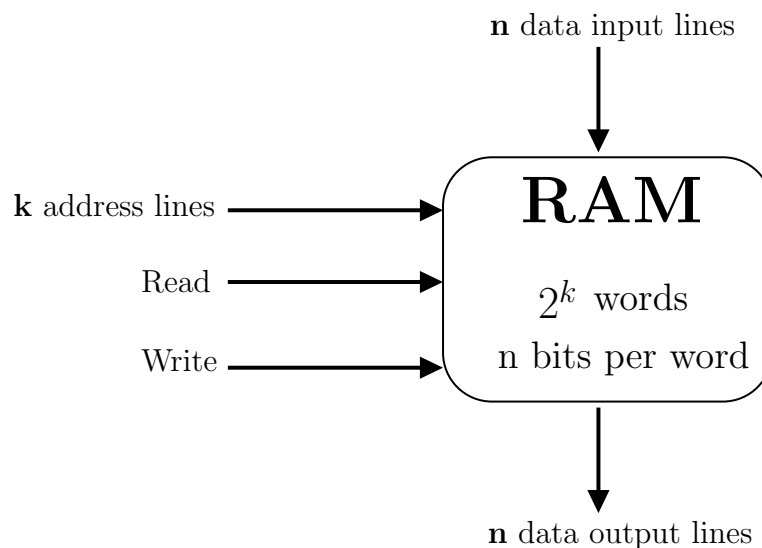 n data input lines
k address lines
RAM
Read
2^k words
Write
n bits per word
n data output lines